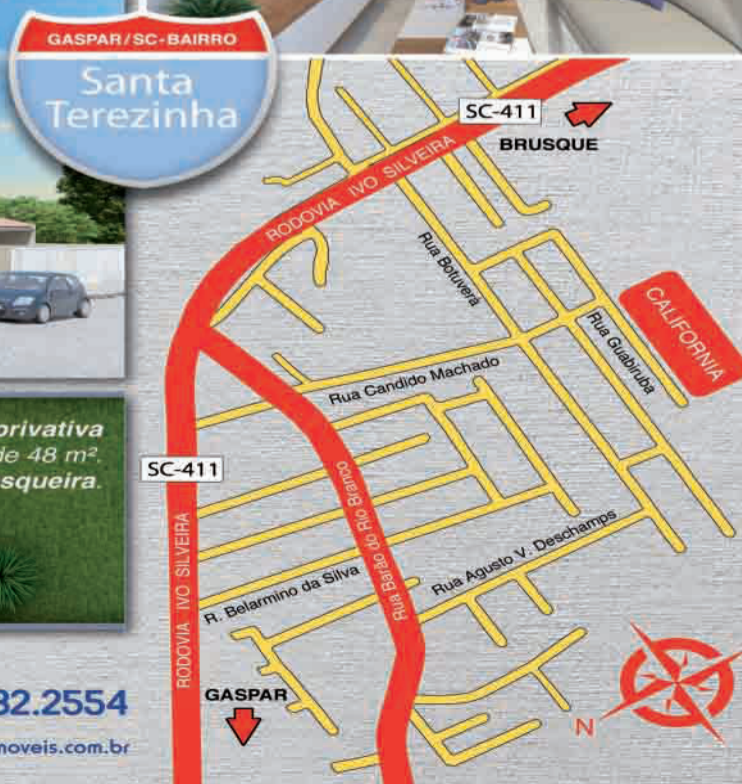 GASPAR/SC-BAIRRO
Santa
Terezinha
SC-411
BRUSQUE
RODOVIA IVO SILVEIRA
Rua Botuverá
CALIFORNIA
Rua Guabiruba
Rua Candido Machado
privativa
de 48 m².
SC-411
Rua Barão do Rio Branco
RODOVIA IVO SILVEIRA
R. Belarmino da Silva
Rua Agusto V. Deschamps
GASPAR
N
32.2554
moveis.com.br